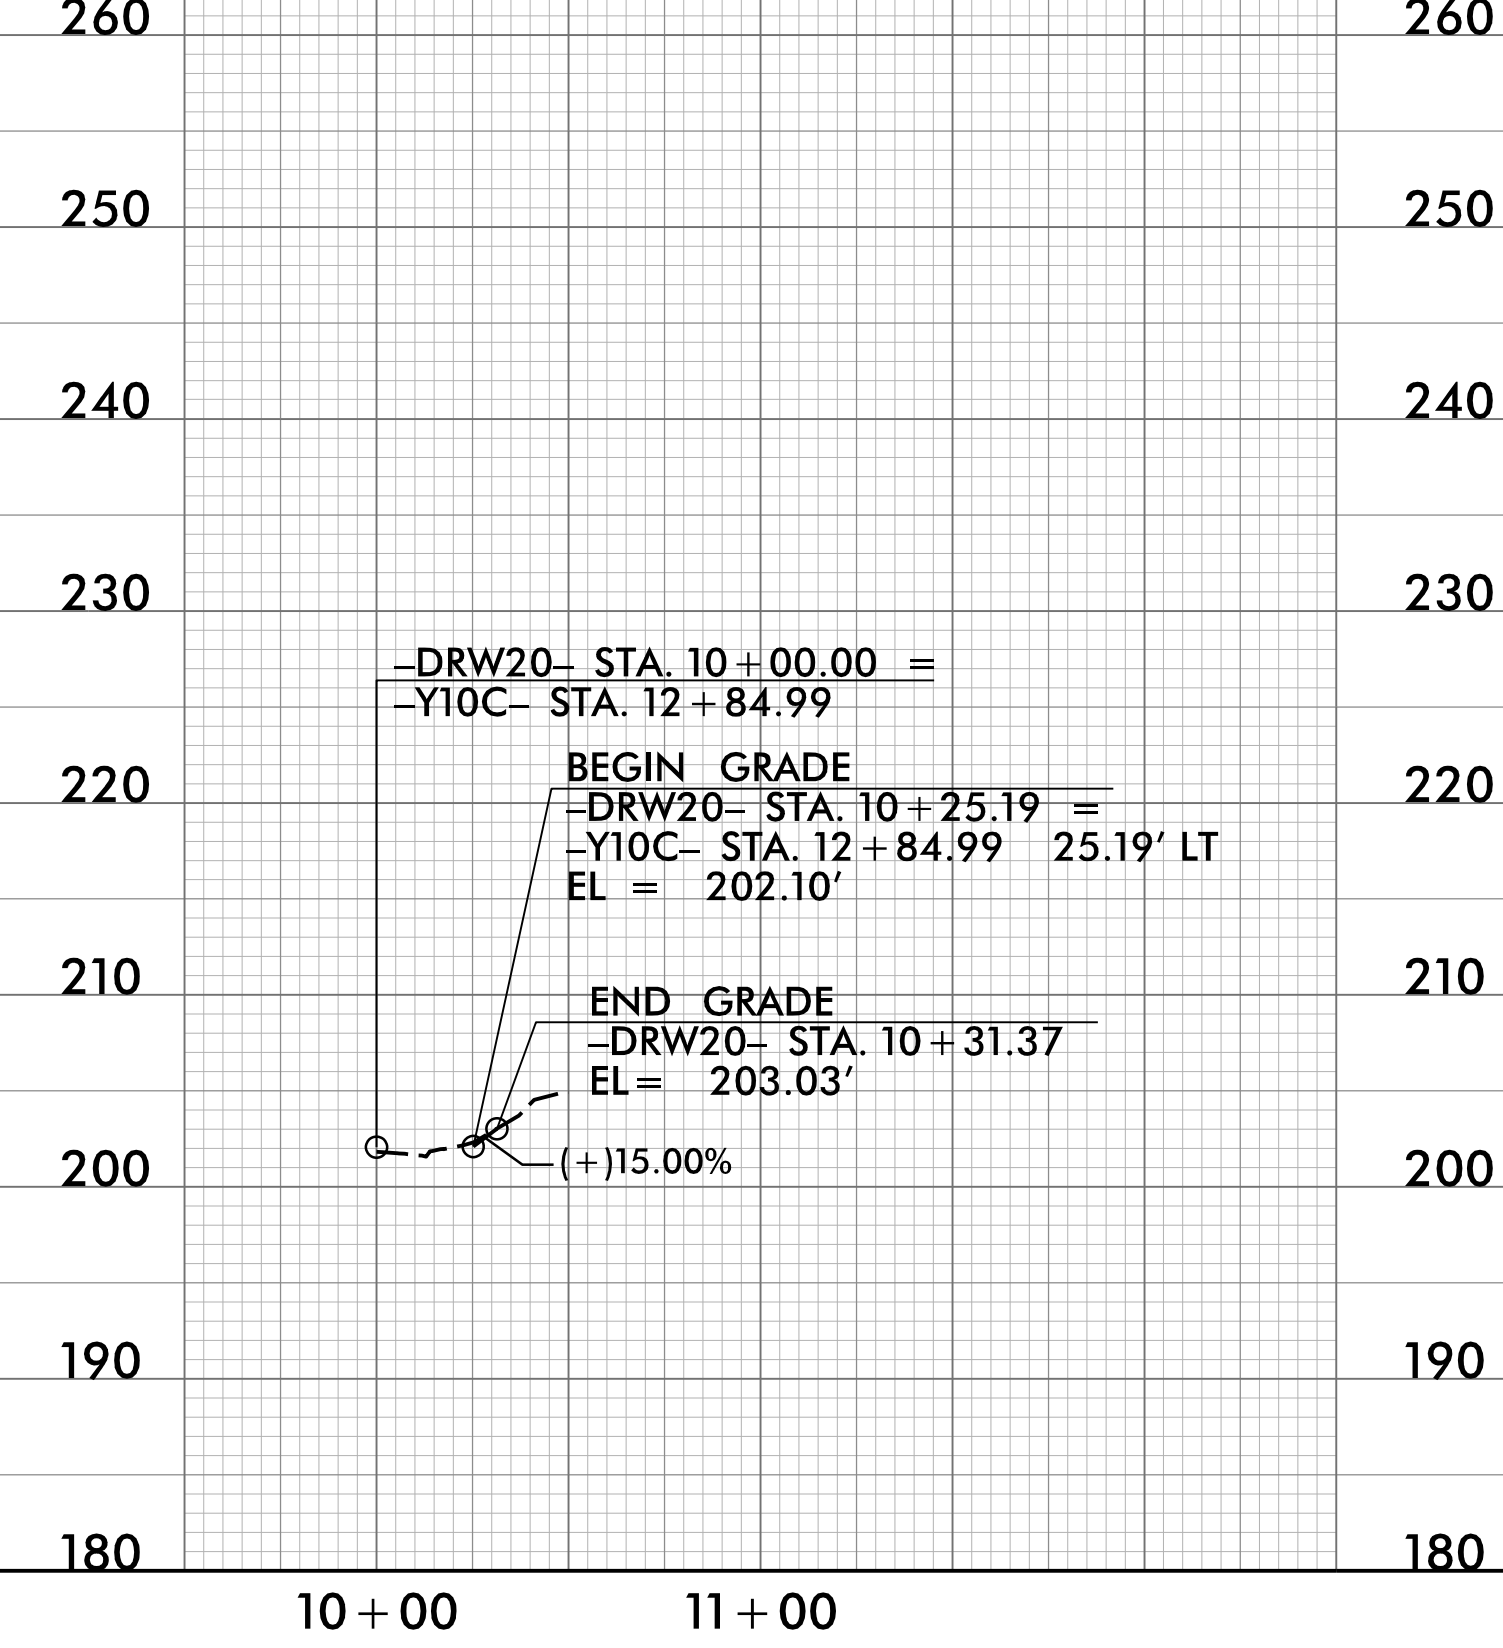 260 260
250 250
240 240
230 230
–DRW20– STA. 10+00.00 =
–Y10C– STA. 12+84.99
BEGIN GRADE
220 220
–DRW20– STA. 10+25.19 =
–Y10C– STA. 12+84.99 25.19' LT
EL = 202.10'
210 210
END GRADE
–DRW20– STA. 10+31.37
EL= 203.03'
(+)15.00%
200 200
190 190
180 180
10+00 11+00